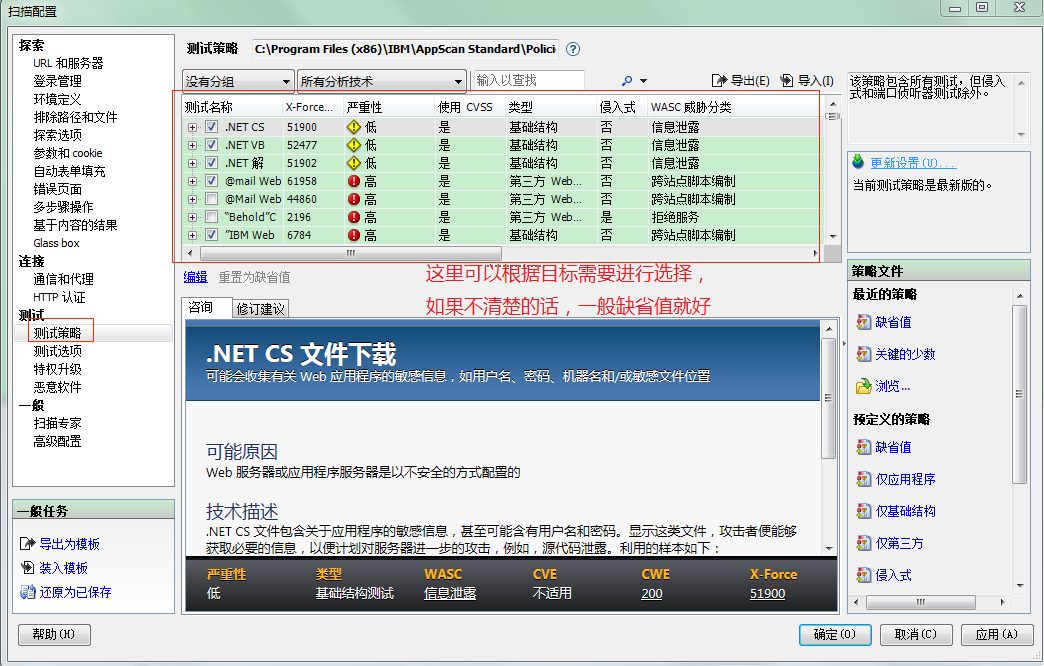 扫描配置
探索
URL 和服务器
登录管理
环境定义
排除路径和文件
探索选项
参数和 cookie
自动表单填充
错误页面
多步骤操作
基于内容的结果
Glass box
连接
通信和代理
HTTP 认证
测试
测试策略
测试选项
特权升级
恶意软件
一般
扫描专家
高级配置
一般任务
导出为模板
装入模板
还原为已保存
测试策略 C:\Program Files (x86)\IBM\AppScan Standard\Polici ?
没有分组 所有分析技术 输入以查找 导出(E) 导入(I)
测试名称 X-Force... 严重性 使用 CVSS 类型 侵入式 WASC 威胁分类
.NET CS 51900 低 是 基础结构 否 信息泄露
.NET VB 52477 低 是 基础结构 否 信息泄露
.NET 解 51902 低 是 基础结构 否 信息泄露
@mail Web 61958 高 是 第三方 Web... 否 跨站点脚本编制
@Mail Web 44860 高 是 第三方 Web... 否 跨站点脚本编制
"Behold"C 2196 高 是 第三方 Web... 是 拒绝服务
"IBM Web 6784 高 是 基础结构 否 跨站点脚本编制
编辑 重置为缺省值
这里可以根据目标需要进行选择，
如果不清楚的话，一般缺省值就好
咨询 修订建议
.NET CS 文件下载
可能会收集有关 Web 应用程序的敏感信息，如用户名、密码、机器名和/或敏感文件位置
可能原因
Web 服务器或应用程序服务器是以不安全的方式配置的
技术描述
.NET CS 文件包含关于应用程序的敏感信息，甚至可能含有用户名和密码。显示这类文件，攻击者便能够
获取必要的信息，以便计划对服务器进一步的攻击，例如，源代码泄露。利用的样本如下：
严重性 类型 WASC CVE CWE X-Force
低 基础结构测试 信息泄露 不适用 200 51900
该策略包含所有测试，但侵入
式和端口侦听器测试除外。
更新设置(U)...
当前测试策略是最新版的。
策略文件
最近的策略
缺省值
关键的少数
浏览...
预定义的策略
缺省值
仅应用程序
仅基础结构
仅第三方
侵入式
帮助(H) 确定(O) 取消(C) 应用(A)